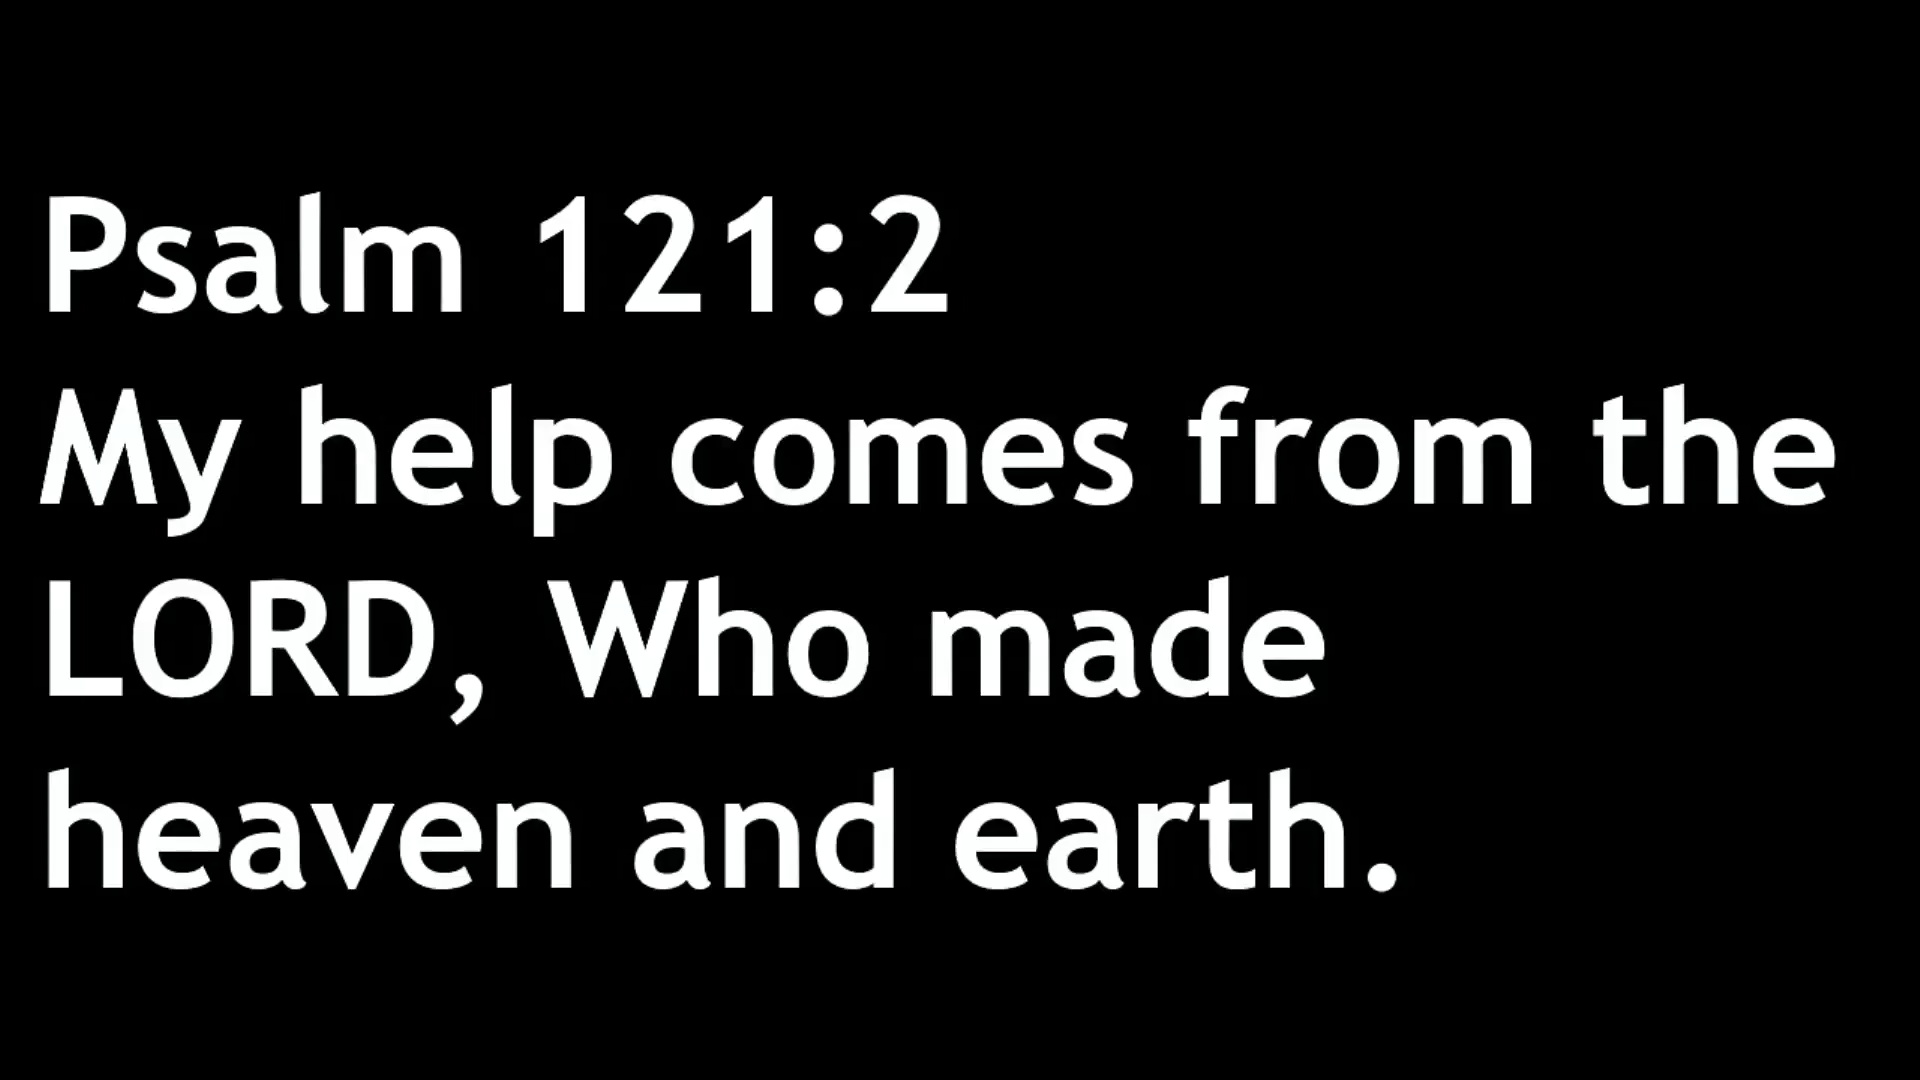 Psalm 121:2
My help comes from the
LORD, Who made
heaven and earth.